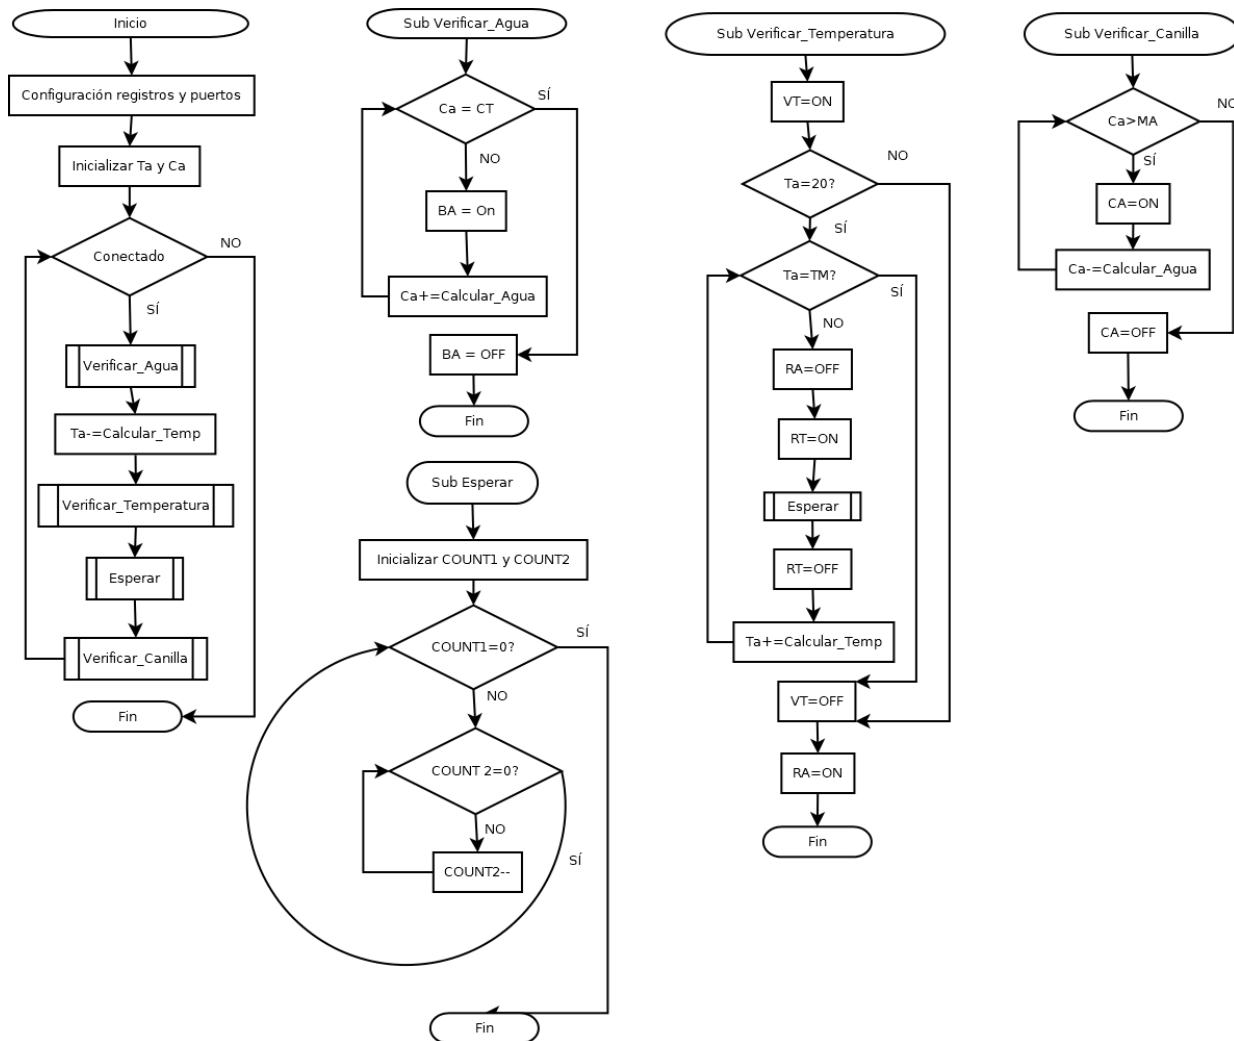 Inicio
Configuración registros y puertos
Inicializar Ta y Ca
Conectado
NO
SÍ
Verificar_Agua
Ta-=Calcular_Temp
Verificar_Temperatura
Esperar
Verificar_Canilla
Fin
Sub Verificar_Agua
Ca = CT
SÍ
NO
BA = On
Ca+=Calcular_Agua
BA = OFF
Fin
Sub Esperar
Inicializar COUNT1 y COUNT2
COUNT1=0?
SÍ
NO
COUNT 2=0?
NO
SÍ
COUNT2--
Fin
Sub Verificar_Temperatura
VT=ON
Ta=20?
NO
SÍ
Ta=TM?
SÍ
NO
RA=OFF
RT=ON
Esperar
RT=OFF
Ta+=Calcular_Temp
VT=OFF
RA=ON
Fin
Sub Verificar_Canilla
Ca>MA
NO
SÍ
CA=ON
Ca-=Calcular_Agua
CA=OFF
Fin